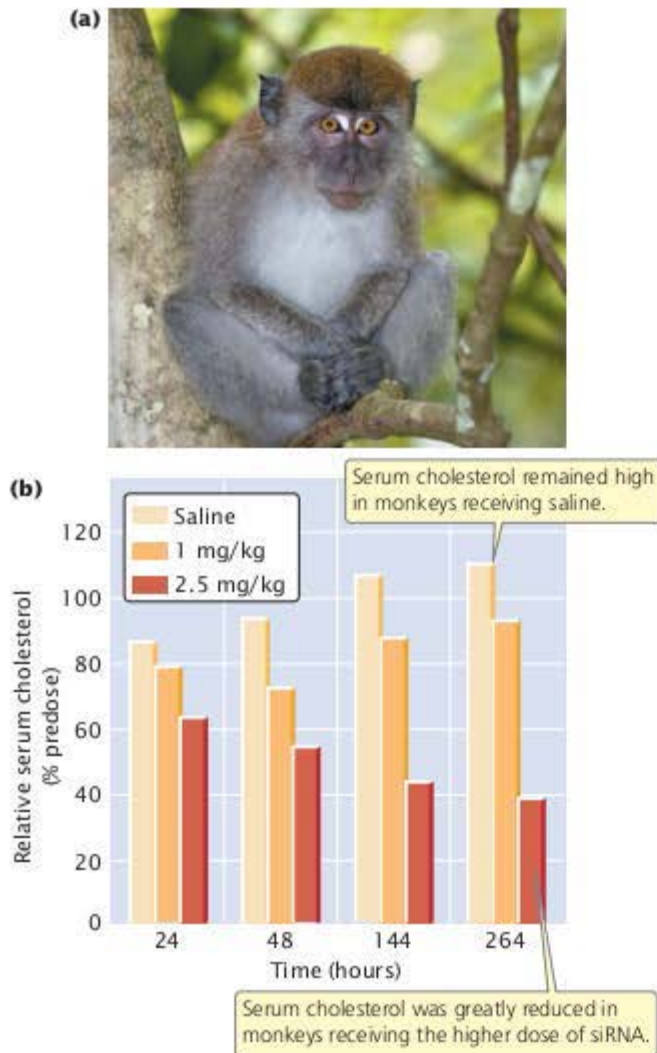 (a)
(b)
Serum cholesterol remained high
in monkeys receiving saline.
Saline
1 mg/kg
2.5 mg/kg
Relative serum cholesterol
(% predose)
120
100
80
60
40
20
0
24 48 144 264
Time (hours)
Serum cholesterol was greatly reduced in
monkeys receiving the higher dose of siRNA.